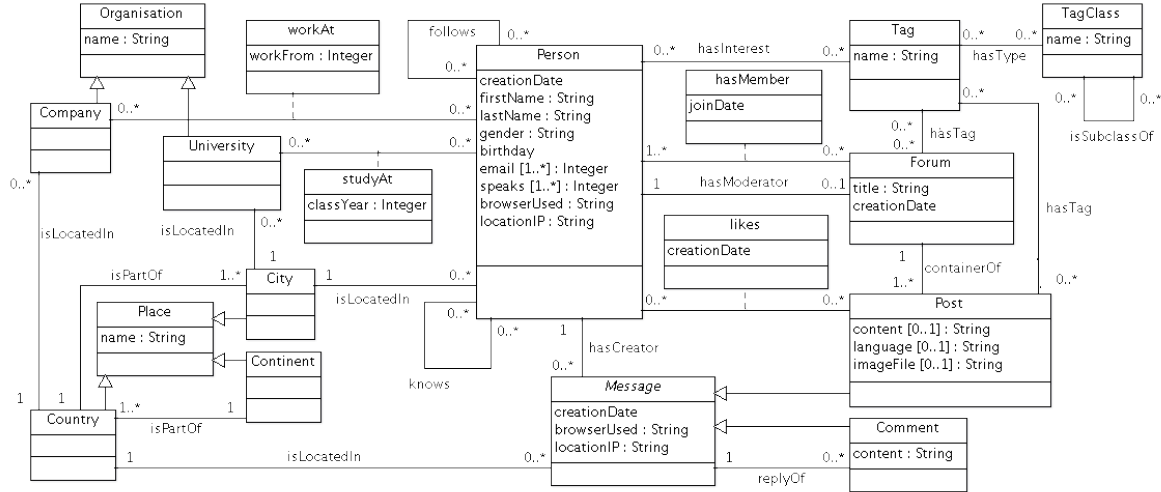 Organisation
name : String
workAt
workFrom : Integer
follows
0..*
0..*
Person
creationDate
firstName : String
lastName : String
gender : String
birthday
email [1..*] : Integer
speaks [1..*] : Integer
browserUsed : String
locationIP : String
0..*
hasInterest
0..*
Tag
name : String
0..*
0..*
hasType
TagClass
name : String
0..*
0..*
isSubclassOf
hasMember
joinDate
Company
0..*
0..*
University
0..*
0..*
studyAt
classYear : Integer
0..*
hasTag
0..*
0..*
1..*
0..*
Forum
title : String
creationDate
1
hasModerator
0..1
0..*
isLocatedIn
isLocatedIn
0..*
1
hasTag
likes
creationDate
1
containerOf
1..*
isPartOf
1..*
City
1
isLocatedIn
0..*
0..*
Place
name : String
0..*
0..*
0..*
0..*
Post
content [0..1] : String
language [0..1] : String
imageFile [0..1] : String
Continent
knows
1
hasCreator
0..*
Message
creationDate
browserUsed : String
locationIP : String
1
1
Country
1..*
1
isPartOf
Comment
content : String
1
isLocatedIn
0..*
1
0..*
replyOf